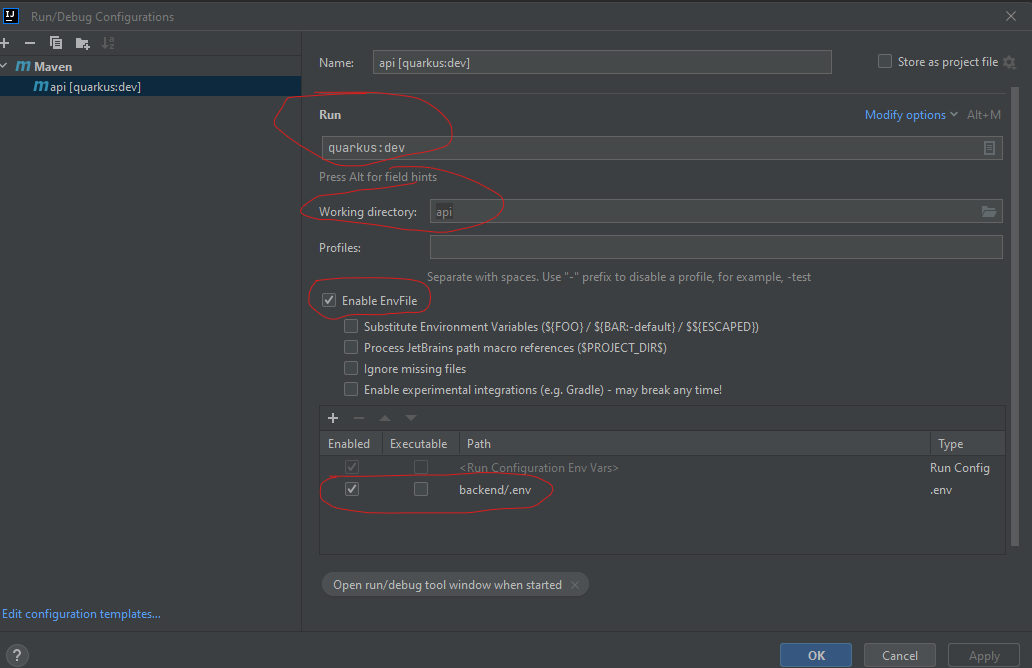 Run/Debug Configurations
Maven
api [quarkus:dev]
Name: api [quarkus:dev] Store as project file
Run Modify options Alt+M
quarkus:dev
Press Alt for field hints
Working directory: api
Profiles:
Separate with spaces. Use "-" prefix to disable a profile, for example, -test
Enable EnvFile
Substitute Environment Variables (${FOO} / ${BAR:-default} / $${ESCAPED})
Process JetBrains path macro references ($PROJECT_DIR$)
Ignore missing files
Enable experimental integrations (e.g. Gradle) - may break any time!
Enabled Executable Path Type
<Run Configuration Env Vars> Run Config
backend/.env .env
Open run/debug tool window when started
Edit configuration templates...
? OK Cancel Apply